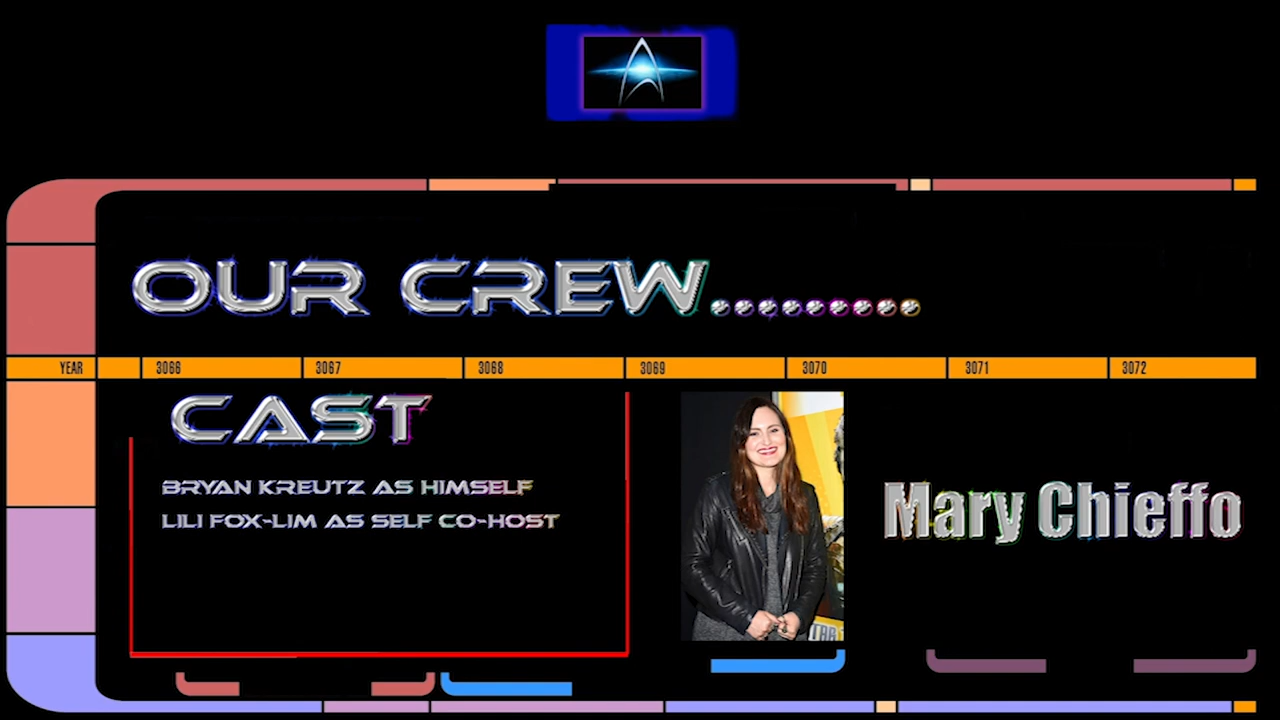 OUR CREW.........
YEAR 3066 3067 3068 3069 3070 3071 3072
CAST
BRYAN KREUTZ AS HIMSELF
LILI FOX-LIM AS SELF CO-HOST
Mary Chieffo